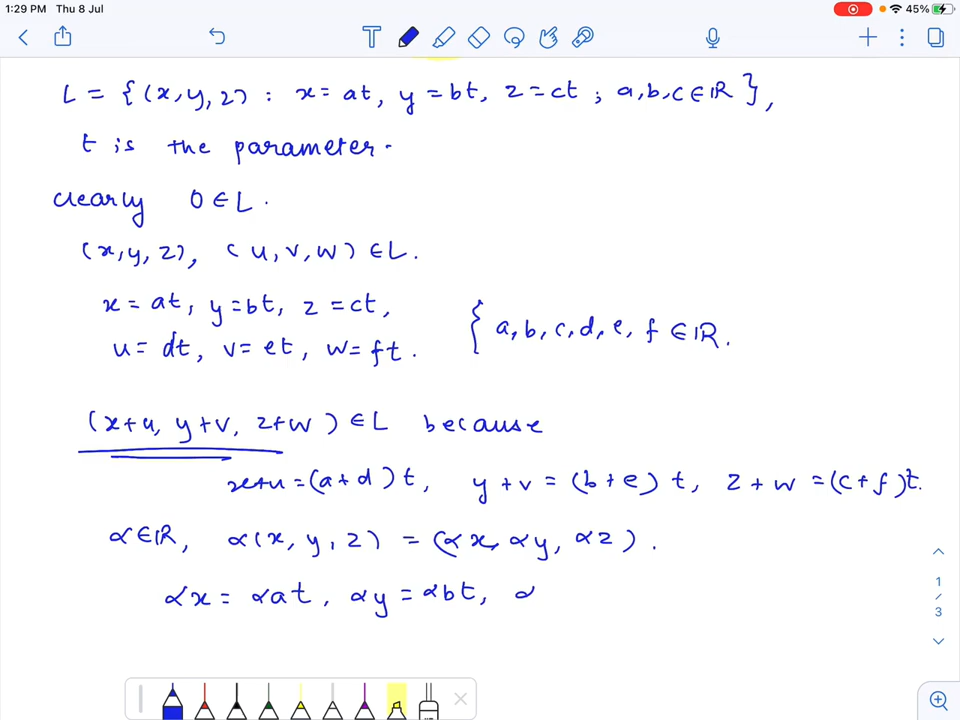 1:29 PM Thu 8 Jul 45%
T
L = {(x,y,z) : x = at, y = bt, z = ct ; a,b,c ∈ ℝ },
t is the parameter.
clearly 0 ∈ L.
(x,y,z), (u,v,w) ∈ L.
x = at, y = bt, z = ct,
u = dt, v = et, w = ft.
{ a, b, c, d, e, f ∈ ℝ.
(x+u, y+v, z+w) ∈ L because
x+u = (a+d)t, y+v = (b+e)t, z+w = (c+f)t.
α ∈ ℝ, α(x, y, z) = (αx, αy, αz).
αx = αat, αy = αbt, α
1
/
3